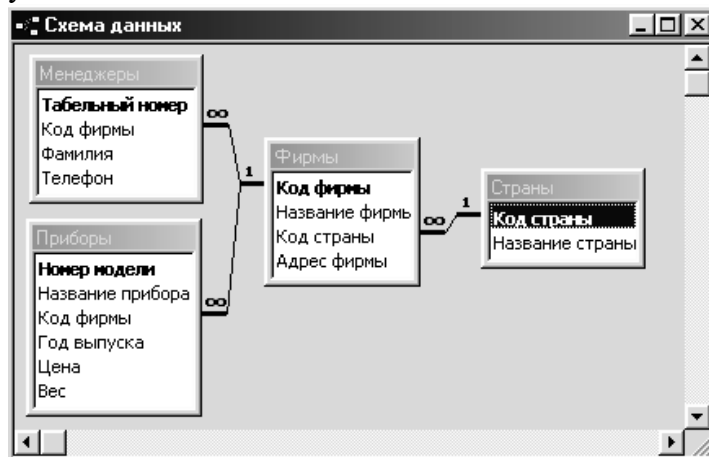 Схема данных
Менеджеры
Табельный номер
Код фирмы
Фамилия
Телефон
Приборы
Номер модели
Название прибора
Код фирмы
Год выпуска
Цена
Вес
∞
∞
1
Фирмы
Код фирмы
Название фирмы
Код страны
Адрес фирмы
∞
1
Страны
Код страны
Название страны